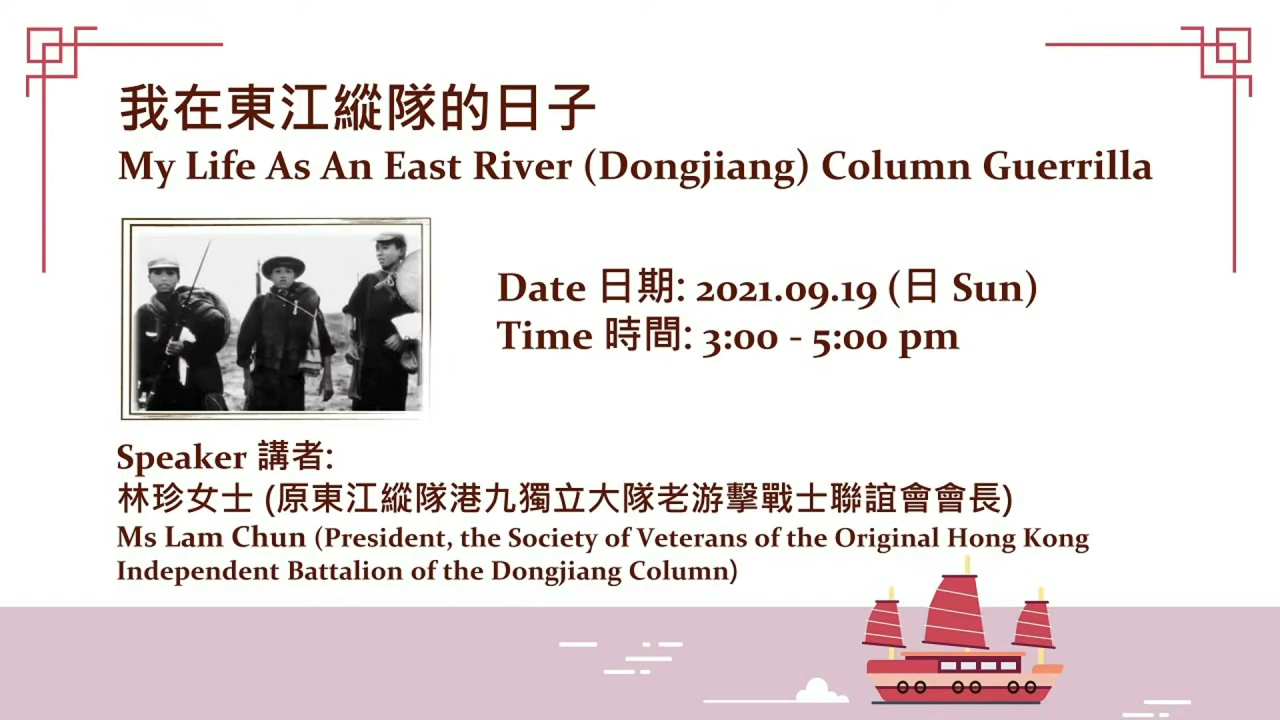 我在東江縱隊的日子
My Life As An East River (Dongjiang) Column Guerrilla
Date 日期: 2021.09.19 (日 Sun)
Time 時間: 3:00 - 5:00 pm
Speaker 講者:
林珍女士 (原東江縱隊港九獨立大隊老游擊戰士聯誼會會長)
Ms Lam Chun (President, the Society of Veterans of the Original Hong Kong
Independent Battalion of the Dongjiang Column)